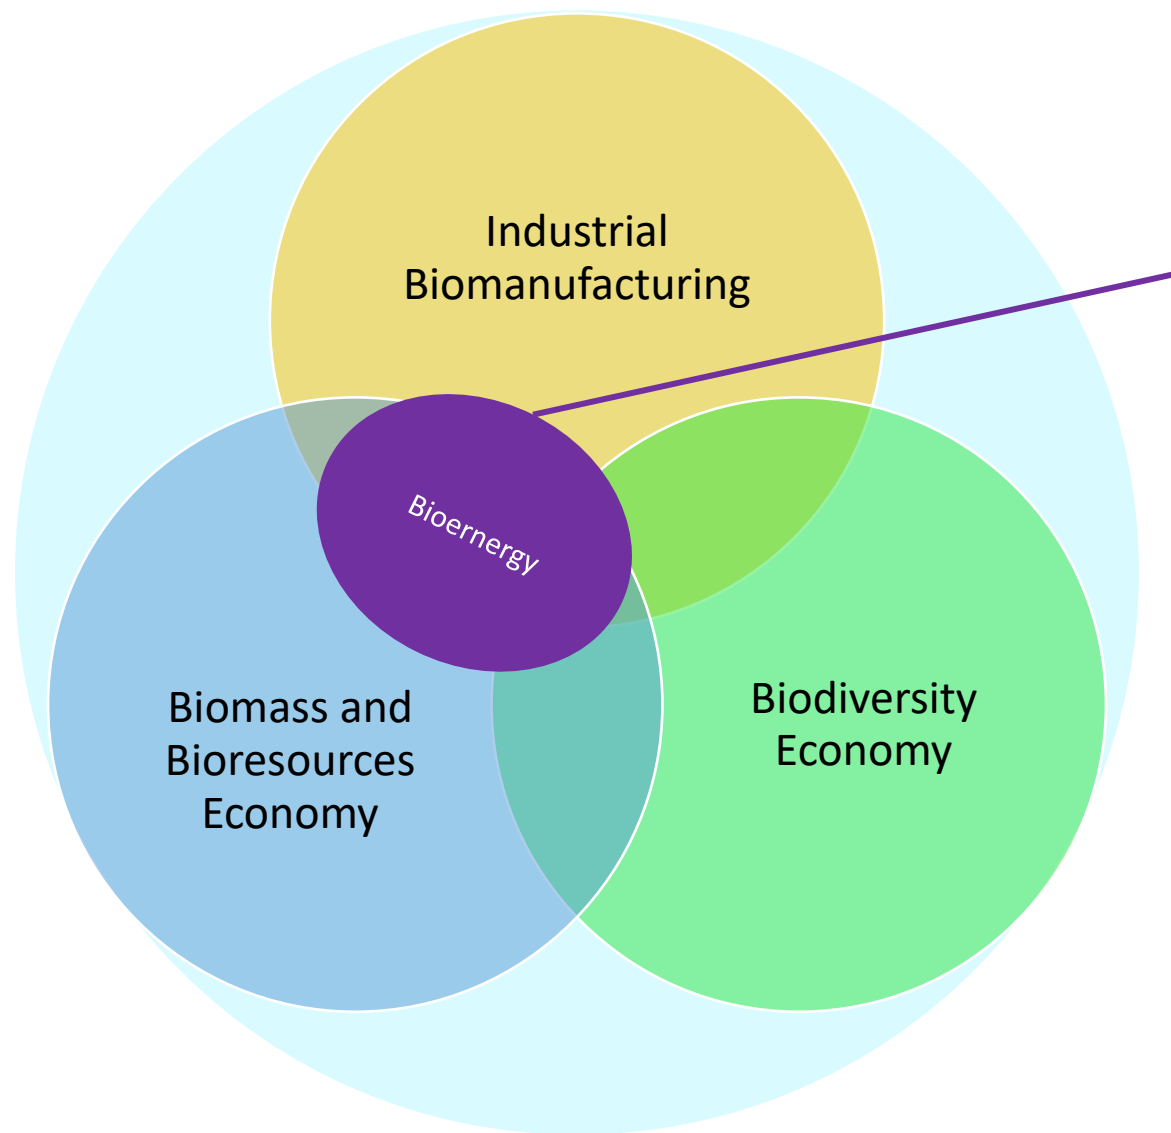 Industrial
Biomanufacturing
Bioernergy
Biomass and
Bioresources
Economy
Biodiversity
Economy